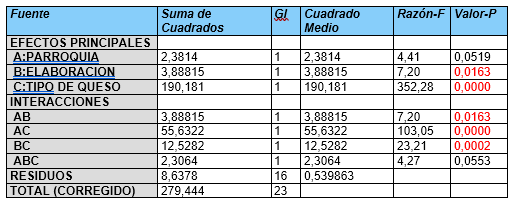 Fuente Suma de Cuadrados Gl Cuadrado Medio Razón-F Valor-P
EFECTOS PRINCIPALES
A:PARROQUIA 2,3814 1 2,3814 4,41 0,0519
B:ELABORACION 3,88815 1 3,88815 7,20 0,0163
C:TIPO DE QUESO 190,181 1 190,181 352,28 0,0000
INTERACCIONES
AB 3,88815 1 3,88815 7,20 0,0163
AC 55,6322 1 55,6322 103,05 0,0000
BC 12,5282 1 12,5282 23,21 0,0002
ABC 2,3064 1 2,3064 4,27 0,0553
RESIDUOS 8,6378 16 0,539863
TOTAL (CORREGIDO) 279,444 23